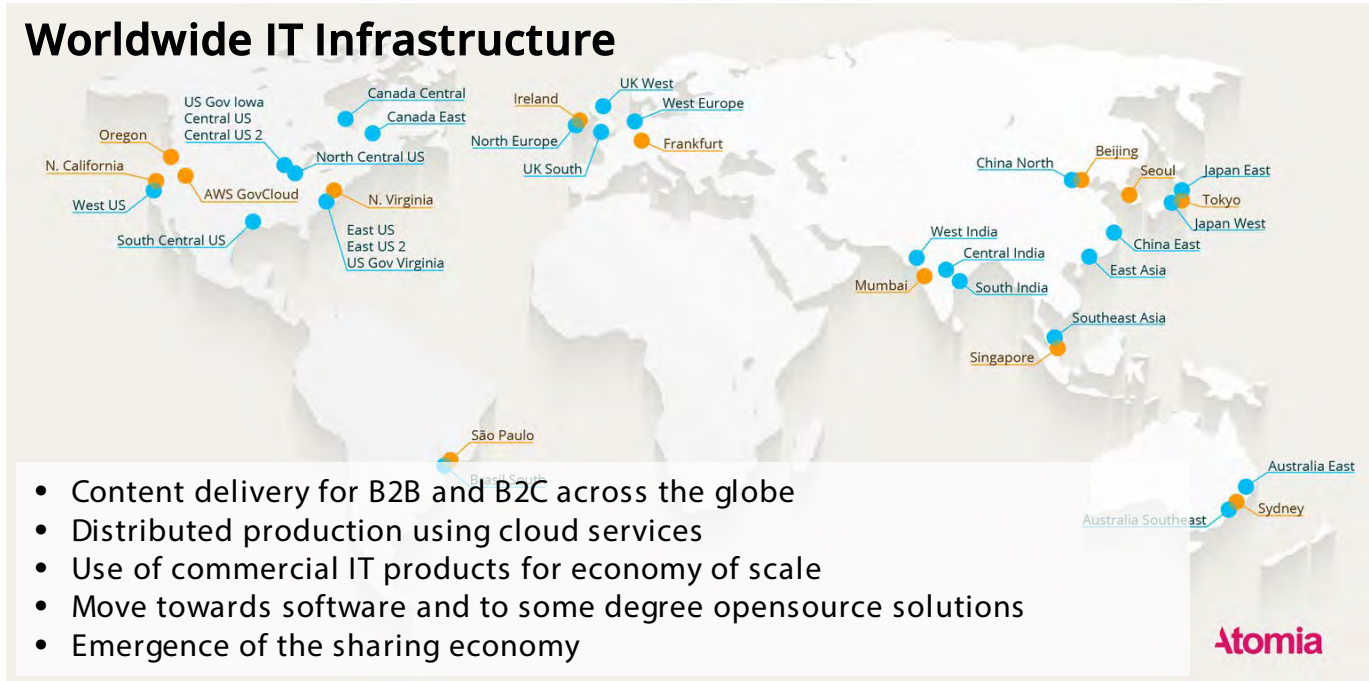 Worldwide IT Infrastructure
US Gov Iowa
Central US
Central US 2
Canada Central
Canada East
Oregon
N. California
North Central US
AWS GovCloud
West US
N. Virginia
South Central US
East US
East US 2
US Gov Virginia
UK West
Ireland
West Europe
North Europe
Frankfurt
UK South
China North
Beijing
Seoul
Japan East
Tokyo
Japan West
China East
East Asia
West India
Central India
Mumbai
South India
Southeast Asia
Singapore
São Paulo
Brasil South
Australia East
Sydney
Australia Southeast
• Content delivery for B2B and B2C across the globe
• Distributed production using cloud services
• Use of commercial IT products for economy of scale
• Move towards software and to some degree opensource solutions
• Emergence of the sharing economy
Atomia